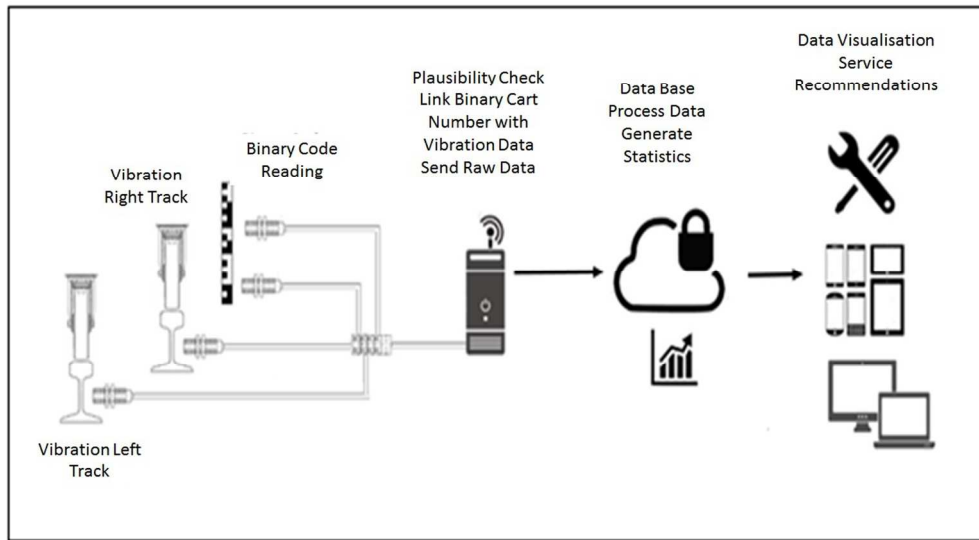 Vibration Left
Track
Vibration
Right Track
Binary Code
Reading
Plausibility Check
Link Binary Cart
Number with
Vibration Data
Send Raw Data
Data Base
Process Data
Generate
Statistics
Data Visualisation
Service
Recommendations